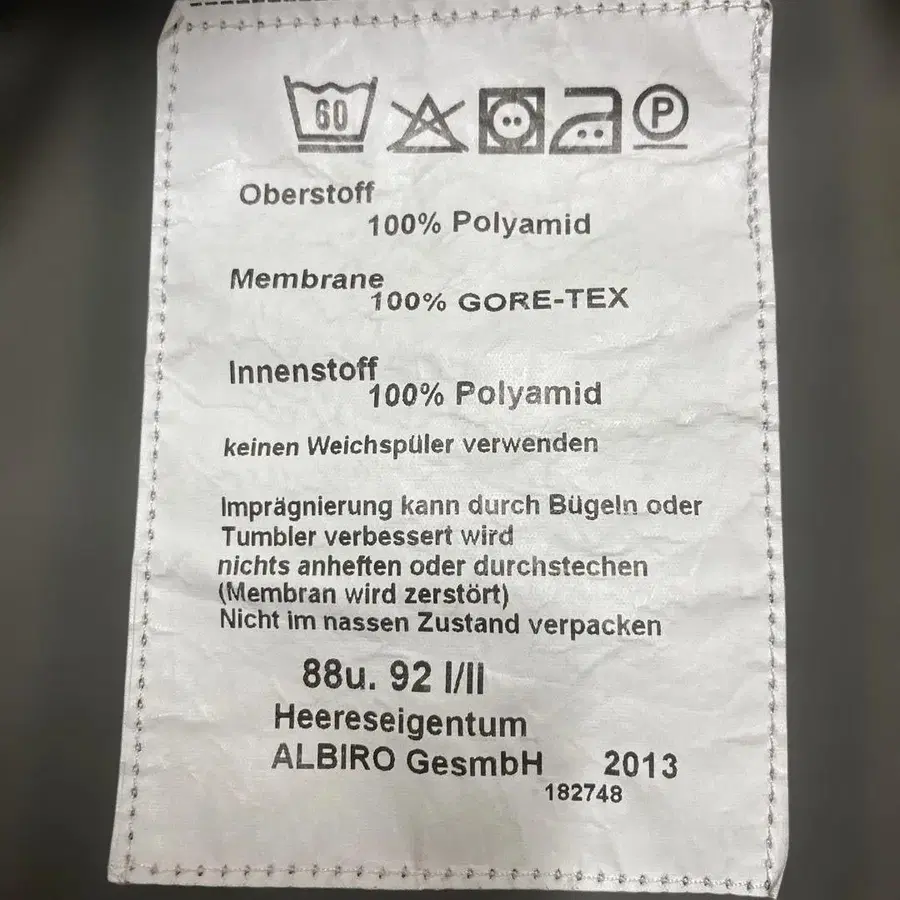 60 P
Oberstoff
100% Polyamid
Membrane
100% GORE-TEX
Innenstoff
100% Polyamid
keinen Weichspüler verwenden
Imprägnierung kann durch Bügeln oder
Tumbler verbessert wird
nichts anheften oder durchstechen
(Membran wird zerstört)
Nicht im nassen Zustand verpacken
88u. 92 I/II
Heereseigentum
ALBIRO GesmbH 2013
182748